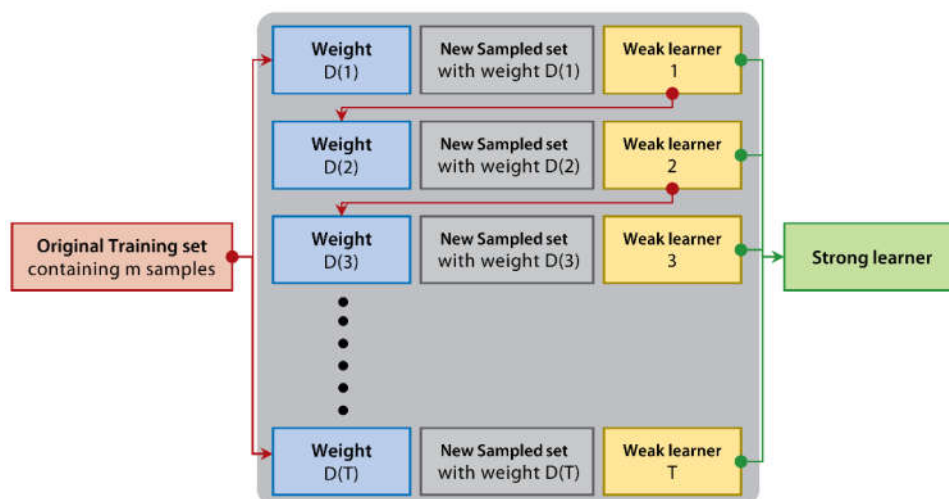 Weight
D(1)
New Sampled set
with weight D(1)
Weak learner
1
Weight
D(2)
New Sampled set
with weight D(2)
Weak learner
2
Original Training set
containing m samples
Weight
D(3)
New Sampled set
with weight D(3)
Weak learner
3
Strong learner
Weight
D(T)
New Sampled set
with weight D(T)
Weak learner
T